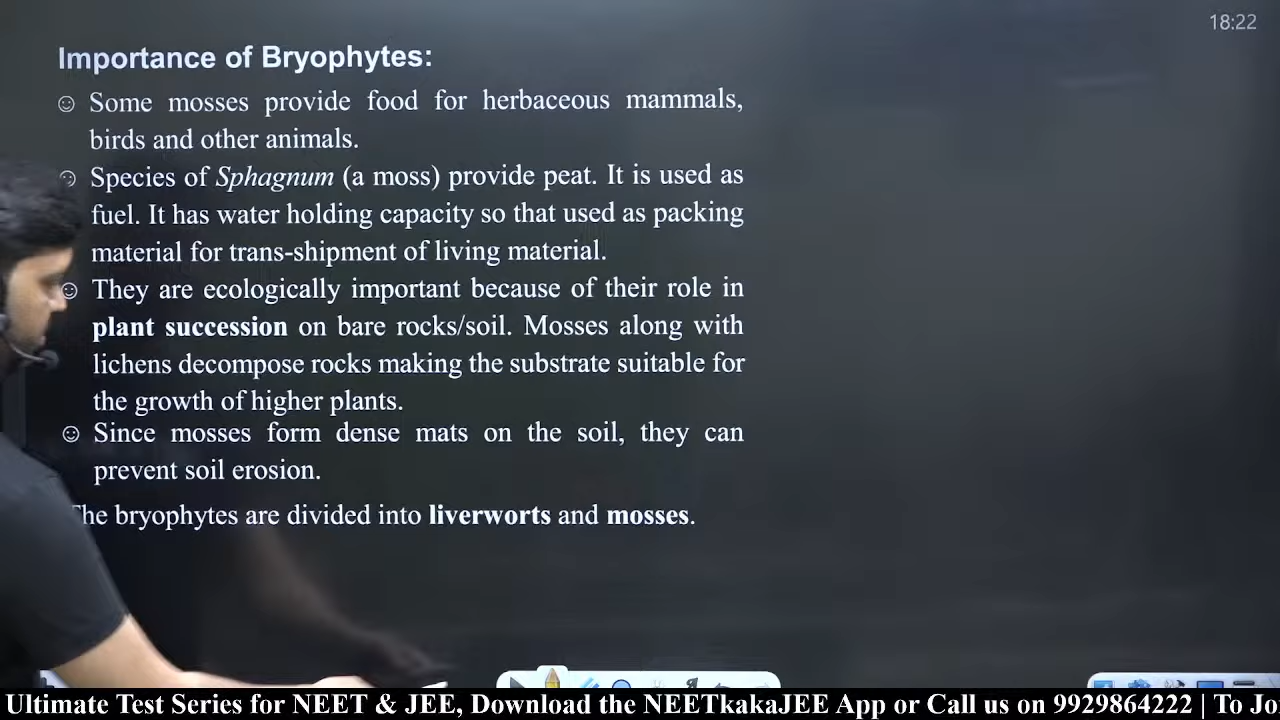 18:22
Importance of Bryophytes:
☺ Some mosses provide food for herbaceous mammals,
birds and other animals.
☺ Species of Sphagnum (a moss) provide peat. It is used as
fuel. It has water holding capacity so that used as packing
material for trans-shipment of living material.
☺ They are ecologically important because of their role in
plant succession on bare rocks/soil. Mosses along with
lichens decompose rocks making the substrate suitable for
the growth of higher plants.
☺ Since mosses form dense mats on the soil, they can
prevent soil erosion.
The bryophytes are divided into liverworts and mosses.
Ultimate Test Series for NEET & JEE, Download the NEETkakaJEE App or Call us on 9929864222 | To Jo